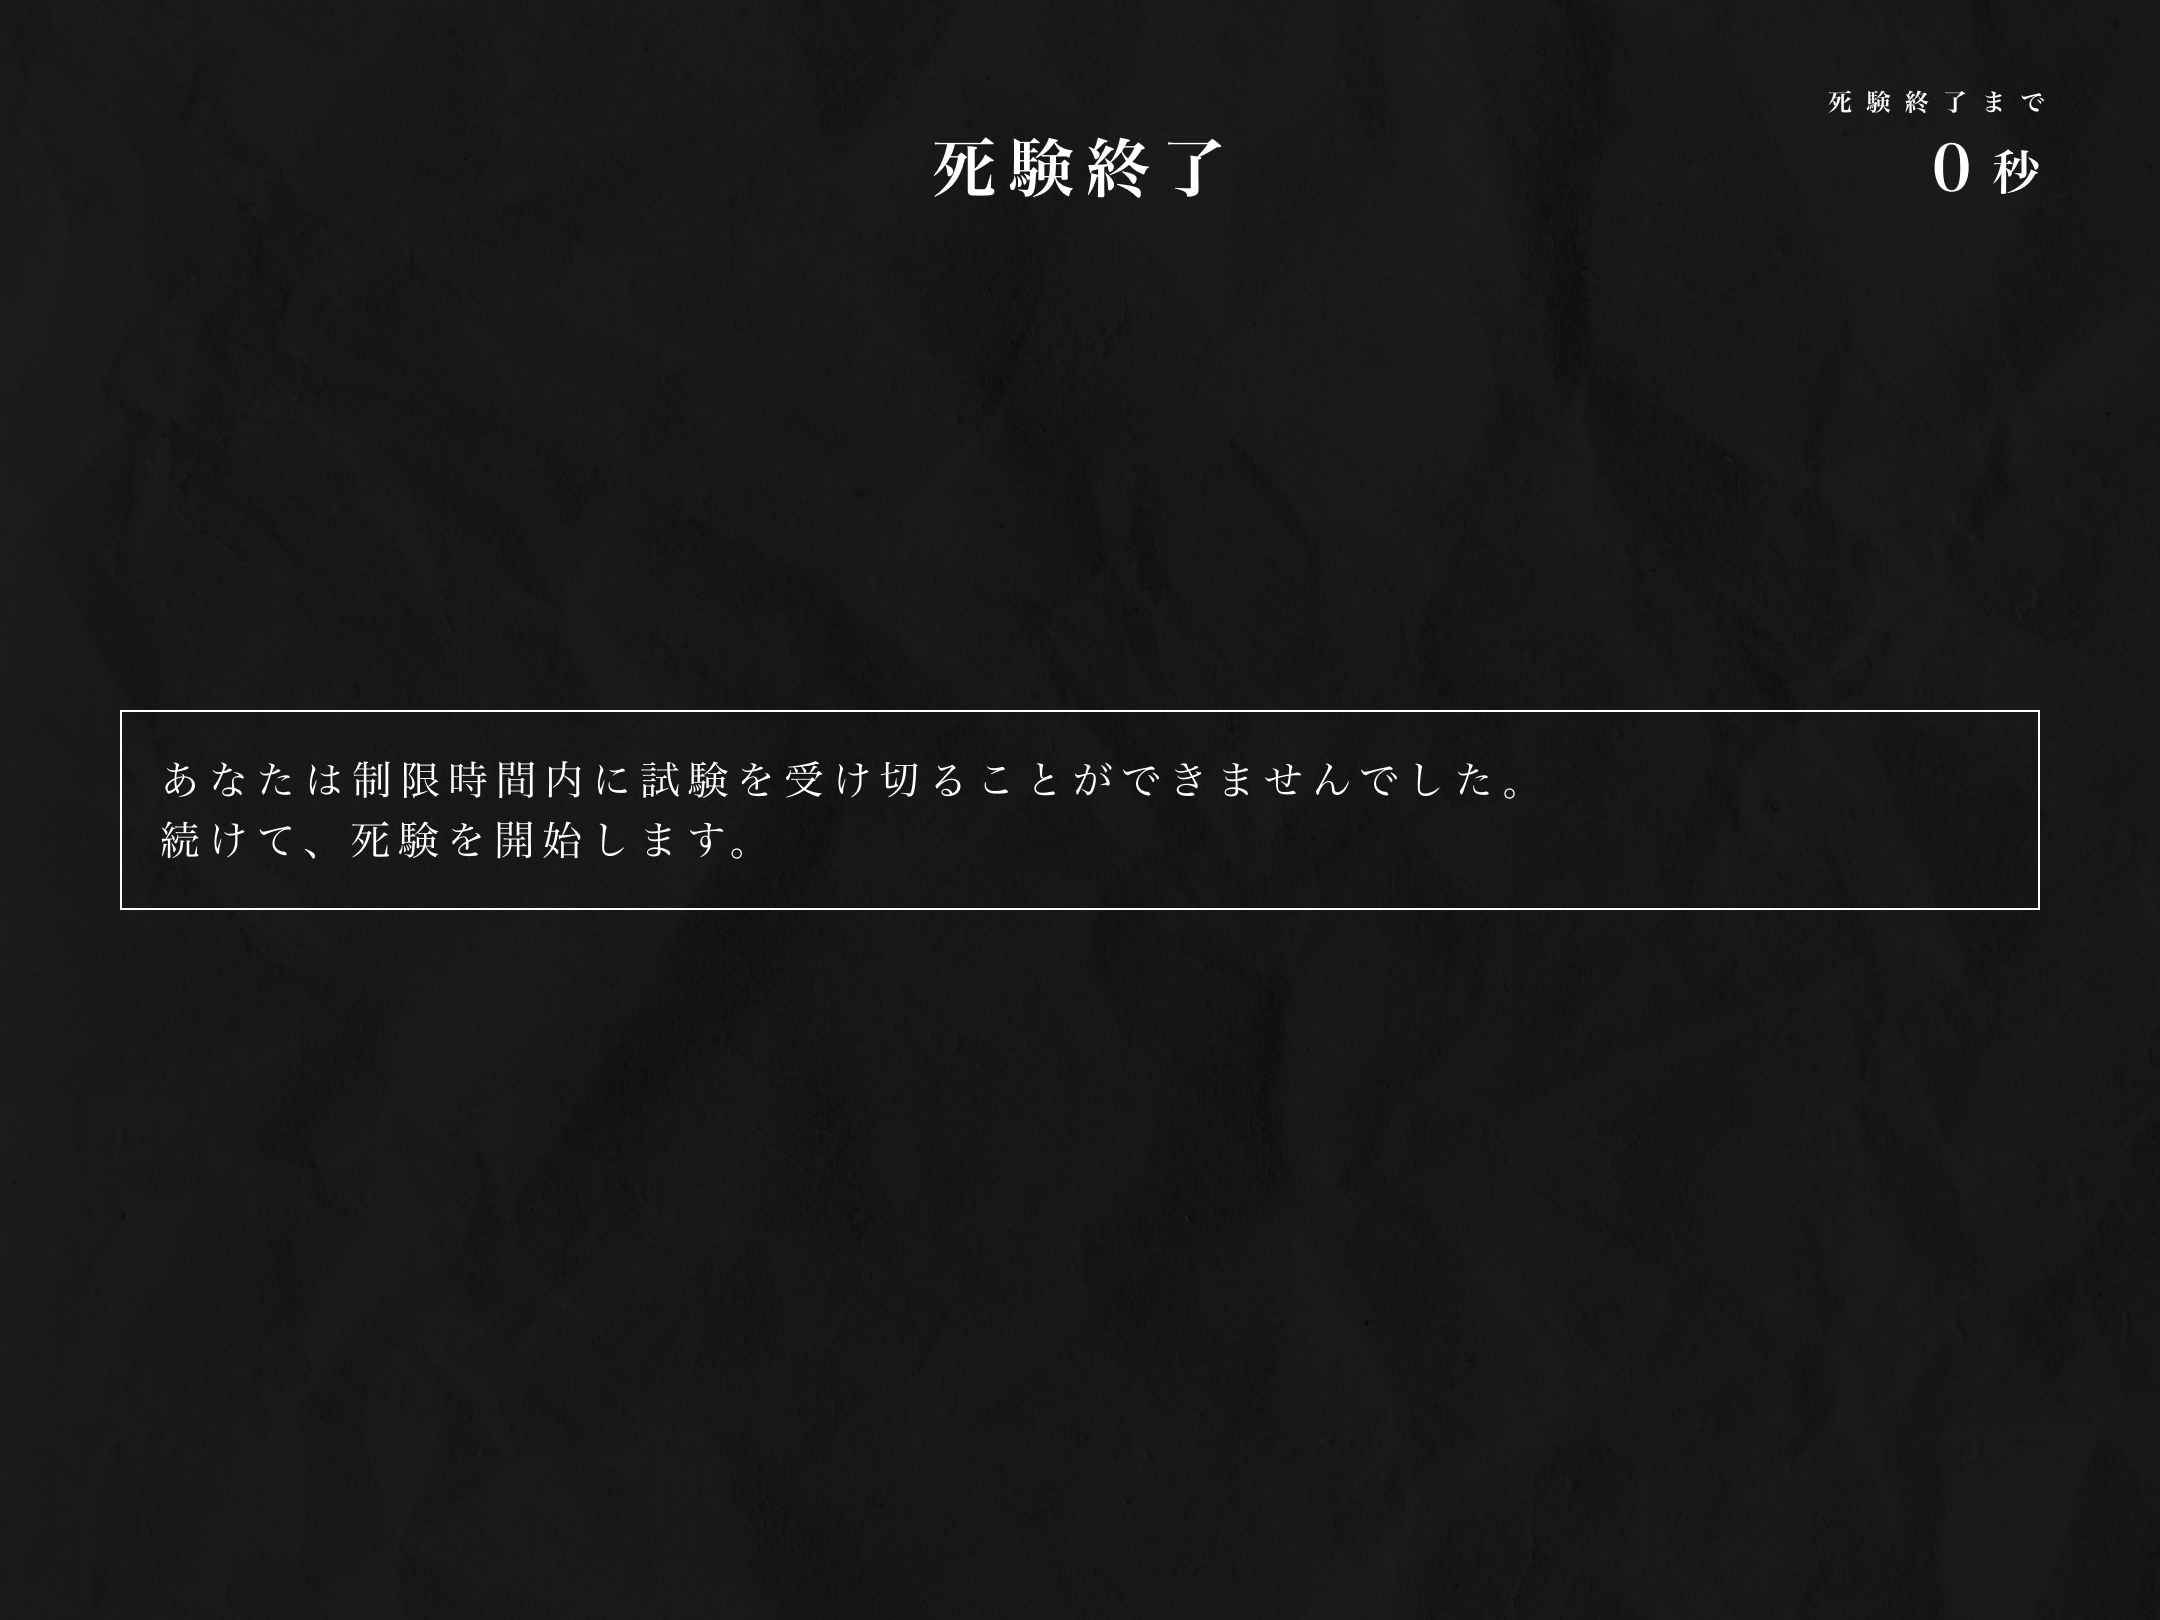 死験終了まで
0 秒
死験終了
あなたは制限時間内に試験を受け切ることができませんでした。
続けて、死験を開始します。